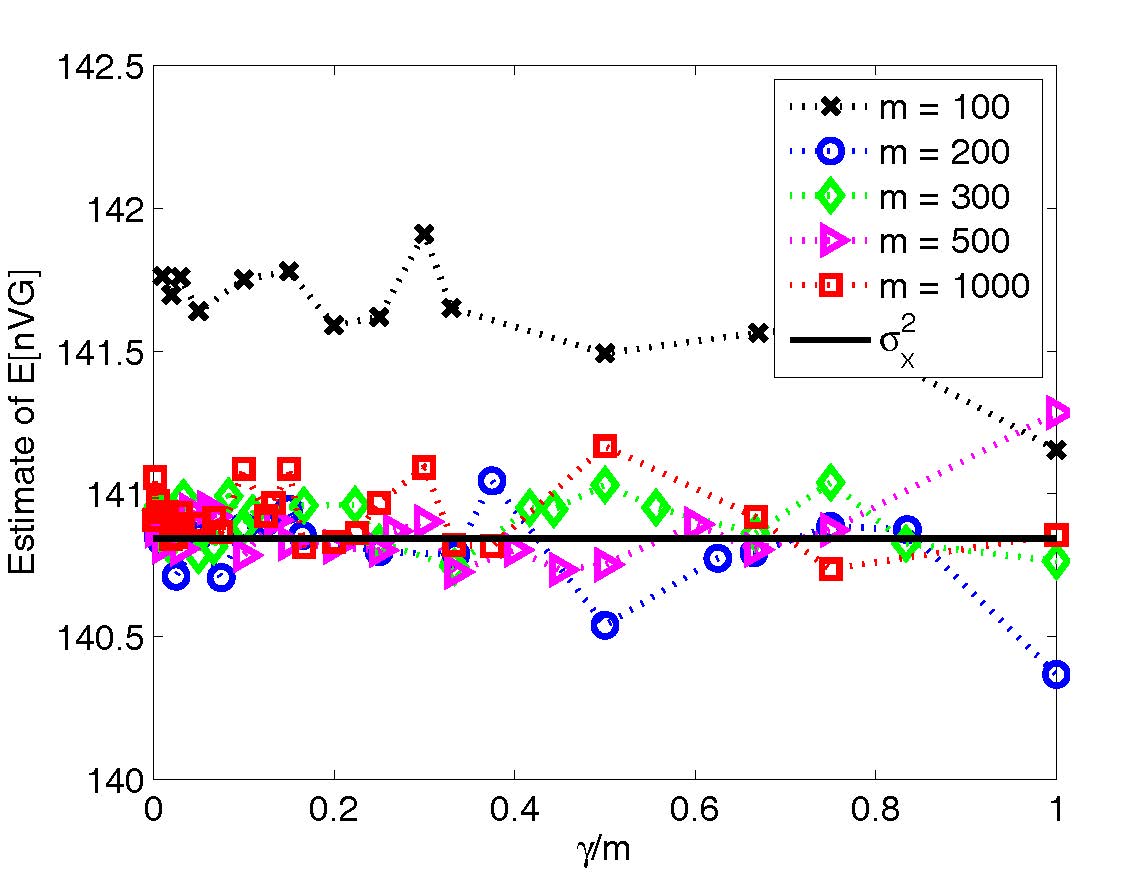 142.5
142
141.5
141
140.5
140
0
0.2
0.4
0.6
0.8
1
γ/m
Estimate of E[nVG]
m = 100
m = 200
m = 300
m = 500
m = 1000
σ²ₓ